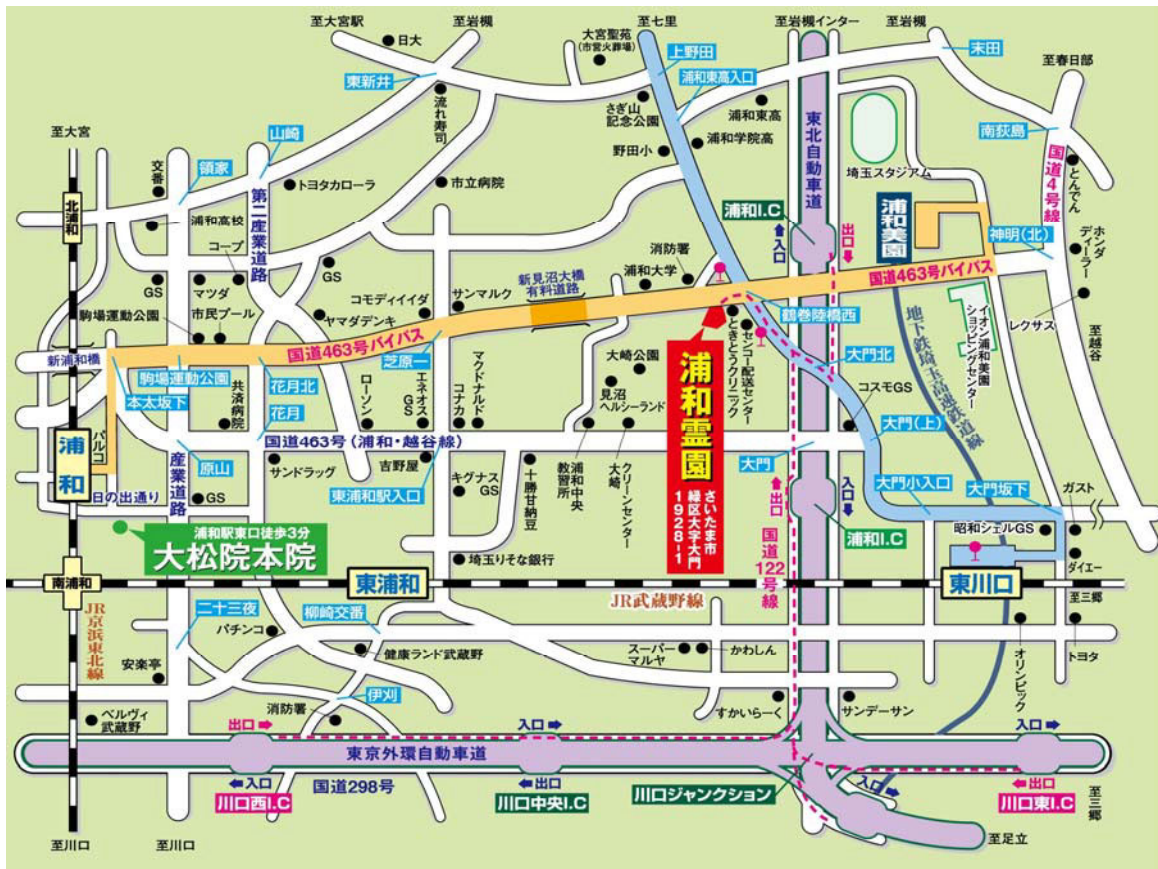 至大宮駅
至岩槻
至七里
至岩槻インター
至岩槻
日大
大宮聖苑
(市営火葬場)
上野田
末田
至春日部
東新井
浦和東高入口
流れ寿司
さぎ山
記念公園
浦和東高
東北自動車道
南荻島
至大宮
山崎
交番
領家
野田小
浦和学院高
埼玉スタジアム
国道4号線
とんでん
トヨタカローラ
市立病院
北浦和
第二産業道路
浦和高校
浦和I.C
浦和美園
神明(北)
ホンダ
ディーラー
コープ
消防署
入口
出口
GS
マツダ
GS
新見沼大橋
有料道路
浦和大学
国道463号バイパス
コモディイイダ
サンマルク
駒場運動公園
市民プール
ヤマダデンキ
鶴巻陸橋西
レクサス
新浦和橋
国道463号バイパス
芝原一
センコー配送センター
ときとうクリニック
地下鉄埼玉高速鉄道線
イオン浦和美園
ショッピングセンター
至越谷
駒場運動公園
花月北
大崎公園
大門北
本太坂下
共済病院
ローソン
エネオス
GS
コナカ
マクドナルド
見沼
ヘルシーランド
浦和霊園
コスモGS
花月
パルコ
浦和
国道463号(浦和・越谷線)
大門(上)
原山
サンドラッグ
吉野屋
大門
産業道路
東浦和駅入口
キグナス
GS
十勝甘納豆
浦和中央
教習所
クリーンセンター
大崎
さいたま市
緑区大字大門
1928-1
出口
入口
大門小入口
大門坂下
ガスト
日の出通り
GS
昭和シェルGS
浦和駅東口徒歩3分
大松院本院
浦和I.C
国道122号線
埼玉りそな銀行
ダイエー
南浦和
東浦和
東川口
JR武蔵野線
至三郷
JR京浜東北線
二十三夜
柳崎交番
パチンコ
安楽亭
健康ランド武蔵野
スーパー
マルヤ
かわしん
オリンピック
トヨタ
伊刈
ベルヴィ
武蔵野
消防署
すかいらーく
サンデーサン
出口
入口
入口
東京外環自動車道
入口
国道298号
出口
入口
出口
川口西I.C
川口中央I.C
川口ジャンクション
川口東I.C
至三郷
至川口
至川口
至足立